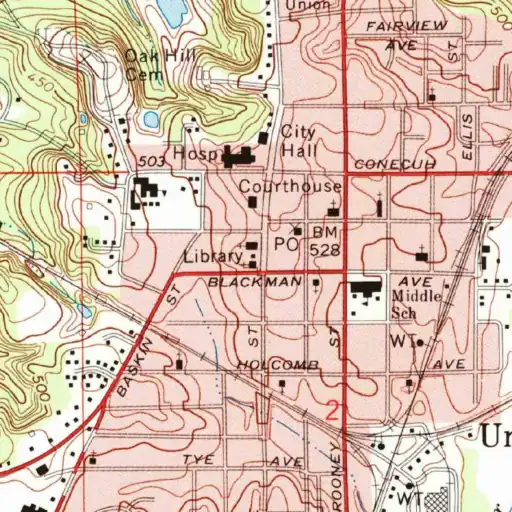 Union
FAIRVIEW
AVE
ST
500
Oak Hill
Cem
450
City
Hall
ELLIS
503
Hosp
CONECUH
Courthouse
BM
528
PO
Library
BLACKMAN
AVE
Middle
Sch
BASKIN ST
ST
ST
WT
HOLCOMB
AVE
500
2
Un
TYE
AVE
ROONEY
WT